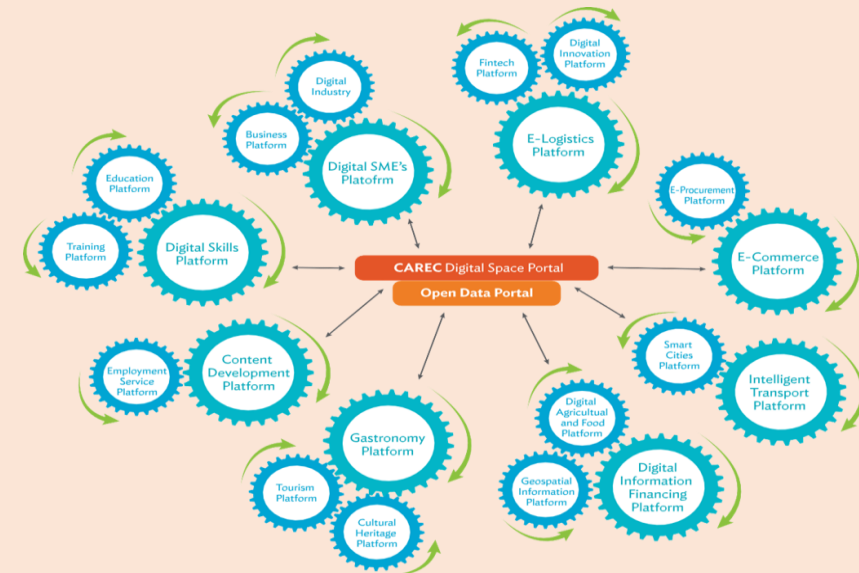 Digital
Innovation
Platform
Fintech
Platform
E-Logistics
Platform
Digital
Industry
Business
Platform
Digital SME's
Platofrm
Education
Platform
Training
Platform
Digital Skills
Platform
E-Procurement
Platform
E-Commerce
Platform
CAREC Digital Space Portal
Open Data Portal
Employment
Service
Platform
Content
Development
Platform
Smart
Cities
Platform
Intelligent
Transport
Platform
Gastronomy
Platform
Tourism
Platform
Cultural
Heritage
Platform
Digital
Agricultual
and Food
Platform
Geospatial
Information
Platform
Digital
Information
Financing
Platform